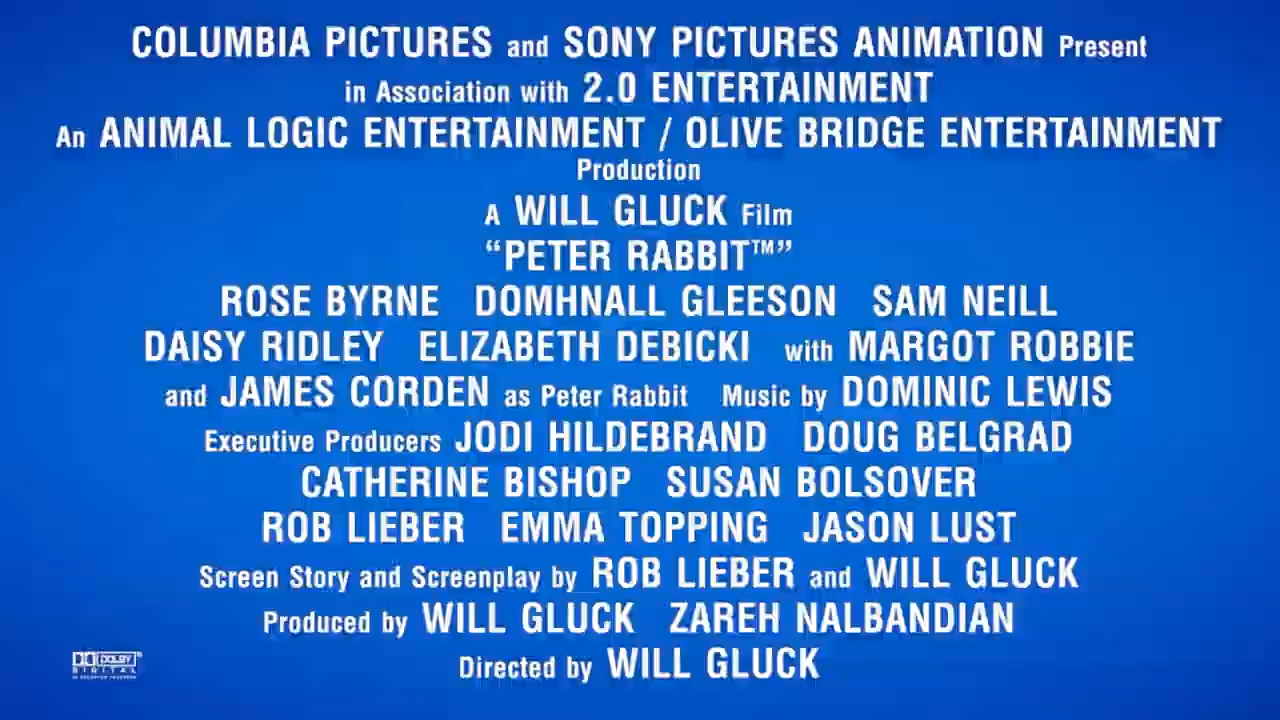 COLUMBIA PICTURES and SONY PICTURES ANIMATION Present
in Association with 2.0 ENTERTAINMENT
An ANIMAL LOGIC ENTERTAINMENT / OLIVE BRIDGE ENTERTAINMENT
Production
A WILL GLUCK Film
“PETER RABBIT™”
ROSE BYRNE DOMHNALL GLEESON SAM NEILL
DAISY RIDLEY ELIZABETH DEBICKI with MARGOT ROBBIE
and JAMES CORDEN as Peter Rabbit Music by DOMINIC LEWIS
Executive Producers JODI HILDEBRAND DOUG BELGRAD
CATHERINE BISHOP SUSAN BOLSOVER
ROB LIEBER EMMA TOPPING JASON LUST
Screen Story and Screenplay by ROB LIEBER and WILL GLUCK
Produced by WILL GLUCK ZAREH NALBANDIAN
Directed by WILL GLUCK
DOLBY®
DIGITAL